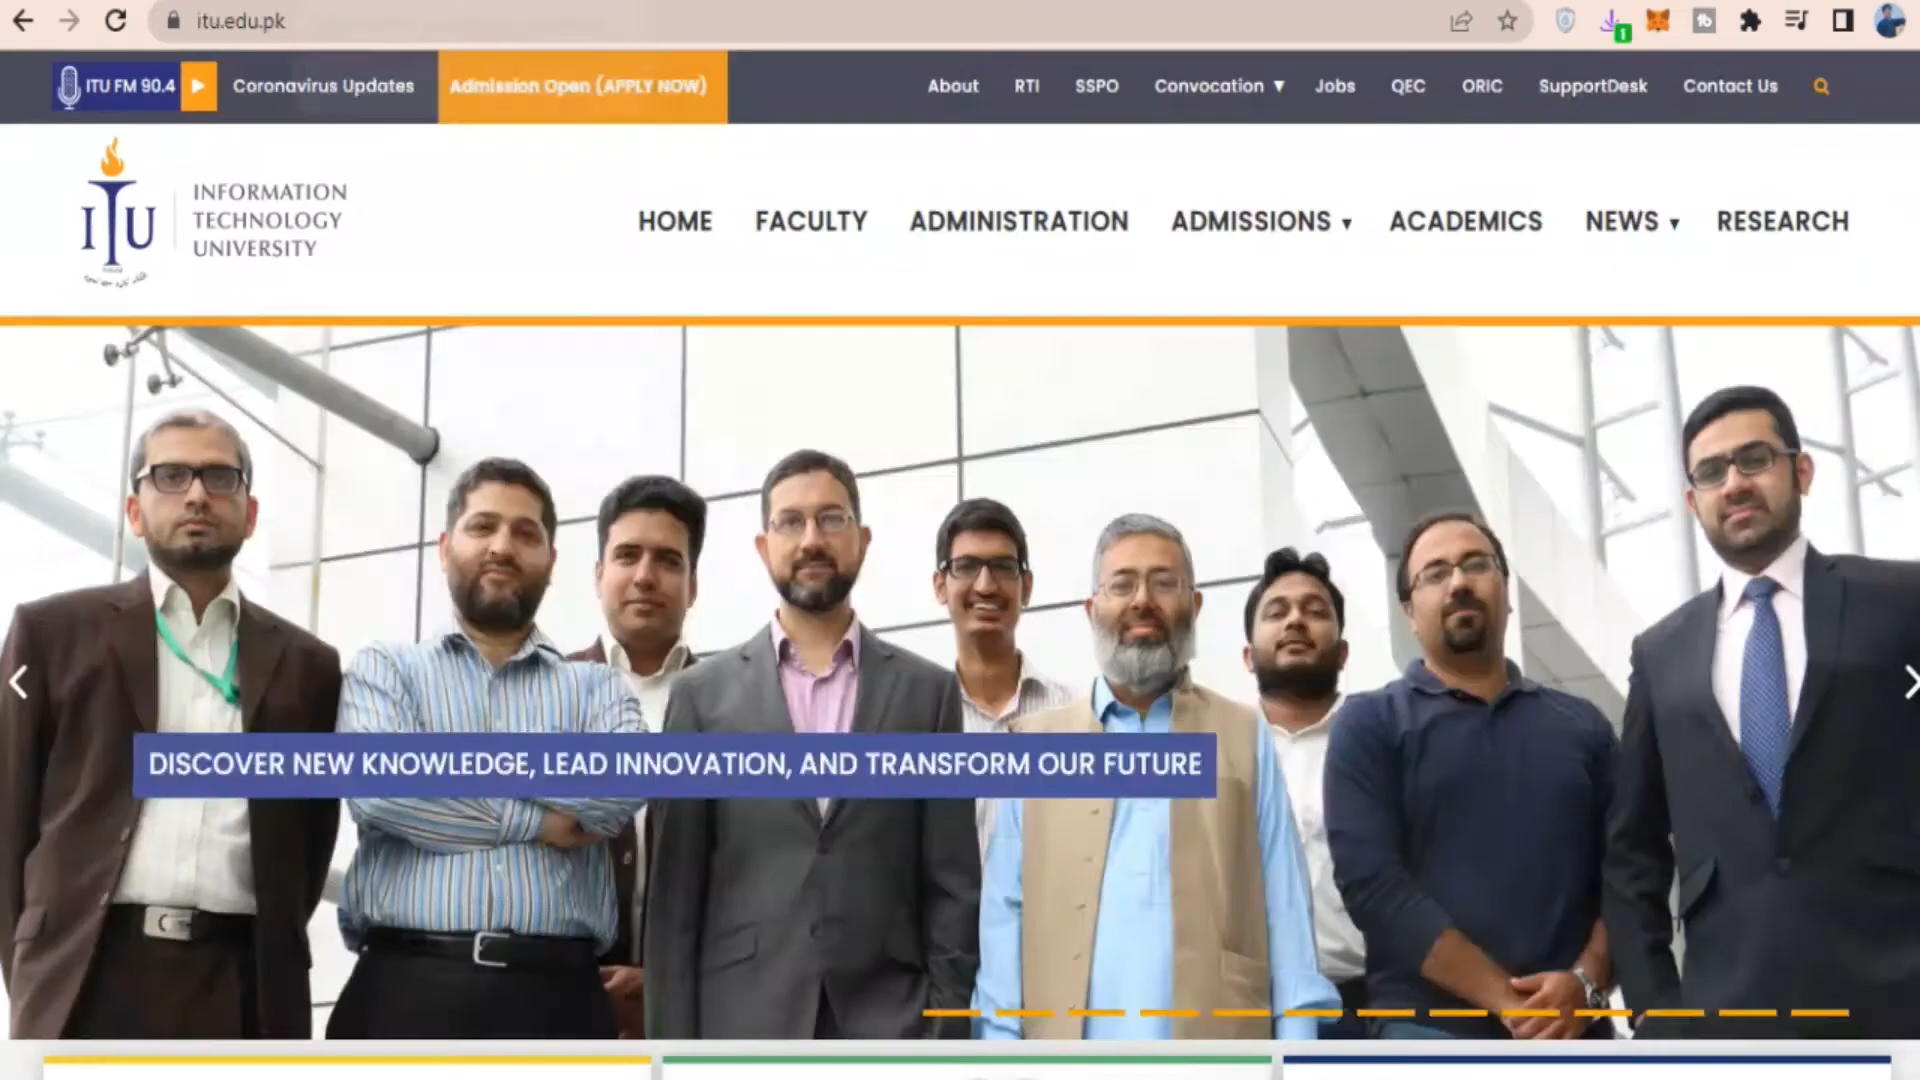 itu.edu.pk
1
ITU FM 90.4
Coronavirus Updates
Admission Open (APPLY NOW)
About
RTI
SSPO
Convocation ▼
Jobs
QEC
ORIC
SupportDesk
Contact Us
ITU
INFORMATION
TECHNOLOGY
UNIVERSITY
HOME
FACULTY
ADMINISTRATION
ADMISSIONS ▼
ACADEMICS
NEWS ▼
RESEARCH
DISCOVER NEW KNOWLEDGE, LEAD INNOVATION, AND TRANSFORM OUR FUTURE